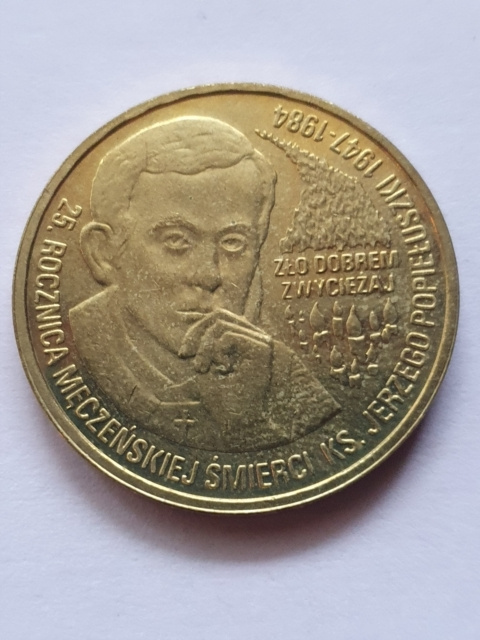 25. ROCZNICA MĘCZEŃSKIEJ ŚMIERCI KS. JERZEGO POPIEŁUSZKI 1947-1984
ZŁO DOBREM
ZWYCIĘŻAJ